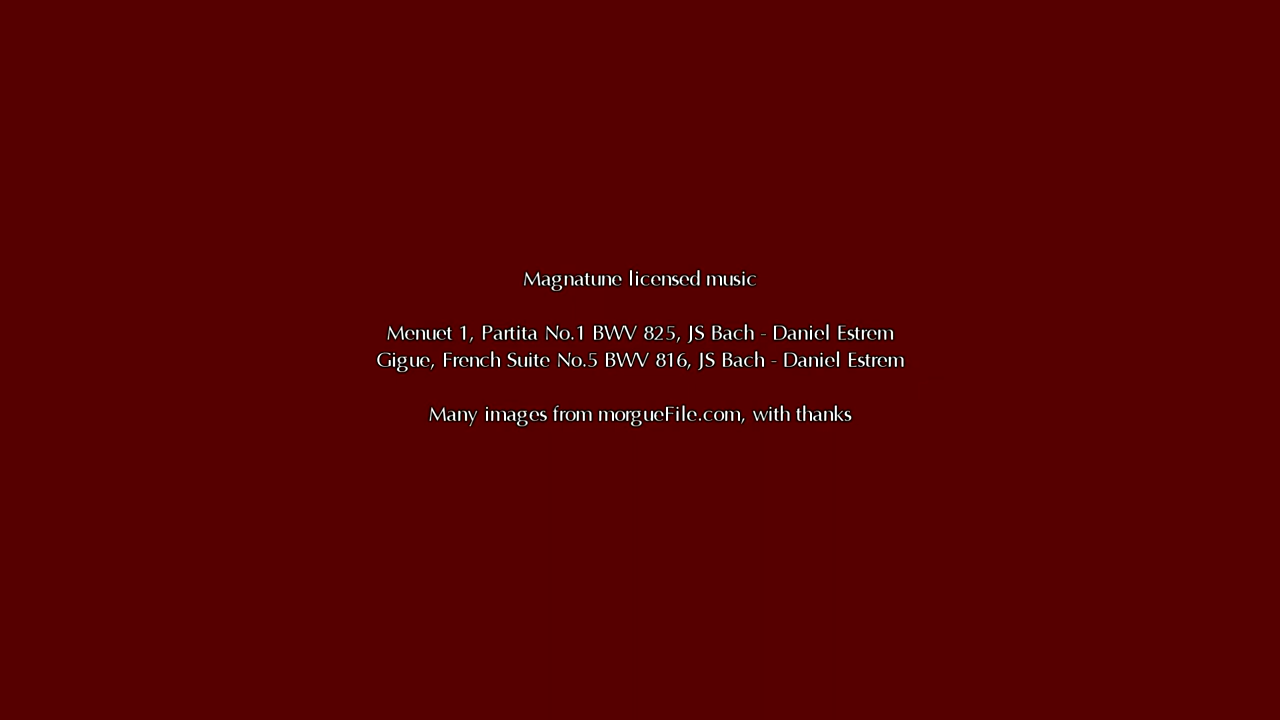 Magnatune licensed music
Menuet 1, Partita No.1 BWV 825, JS Bach - Daniel Estrem
Gigue, French Suite No.5 BWV 816, JS Bach - Daniel Estrem
Many images from morgueFile.com, with thanks